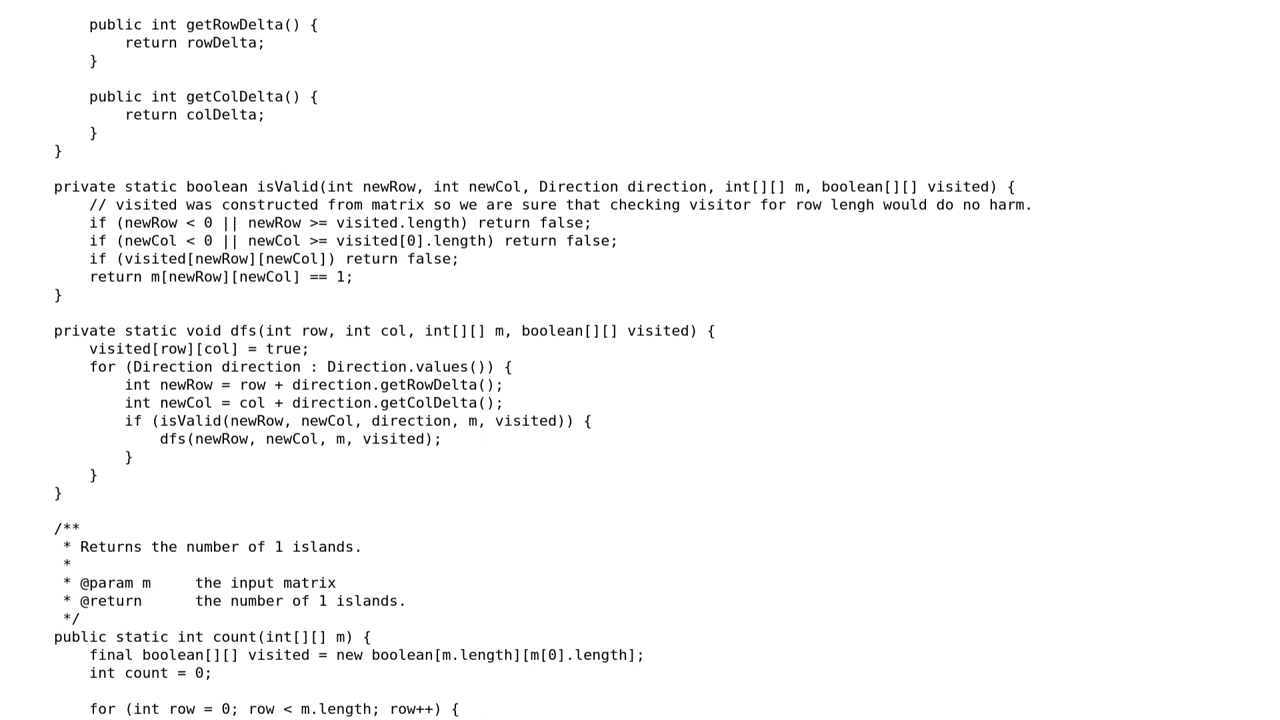 public int getRowDelta() {
return rowDelta;
}
public int getColDelta() {
return colDelta;
}
}
private static boolean isValid(int newRow, int newCol, Direction direction, int[][] m, boolean[][] visited) {
// visited was constructed from matrix so we are sure that checking visitor for row lengh would do no harm.
if (newRow < 0 || newRow >= visited.length) return false;
if (newCol < 0 || newCol >= visited[0].length) return false;
if (visited[newRow][newCol]) return false;
return m[newRow][newCol] == 1;
}
private static void dfs(int row, int col, int[][] m, boolean[][] visited) {
visited[row][col] = true;
for (Direction direction : Direction.values()) {
int newRow = row + direction.getRowDelta();
int newCol = col + direction.getColDelta();
if (isValid(newRow, newCol, direction, m, visited)) {
dfs(newRow, newCol, m, visited);
}
}
}
/**
* Returns the number of 1 islands.
*
* @param m     the input matrix
* @return      the number of 1 islands.
*/
public static int count(int[][] m) {
final boolean[][] visited = new boolean[m.length][m[0].length];
int count = 0;
for (int row = 0; row < m.length; row++) {